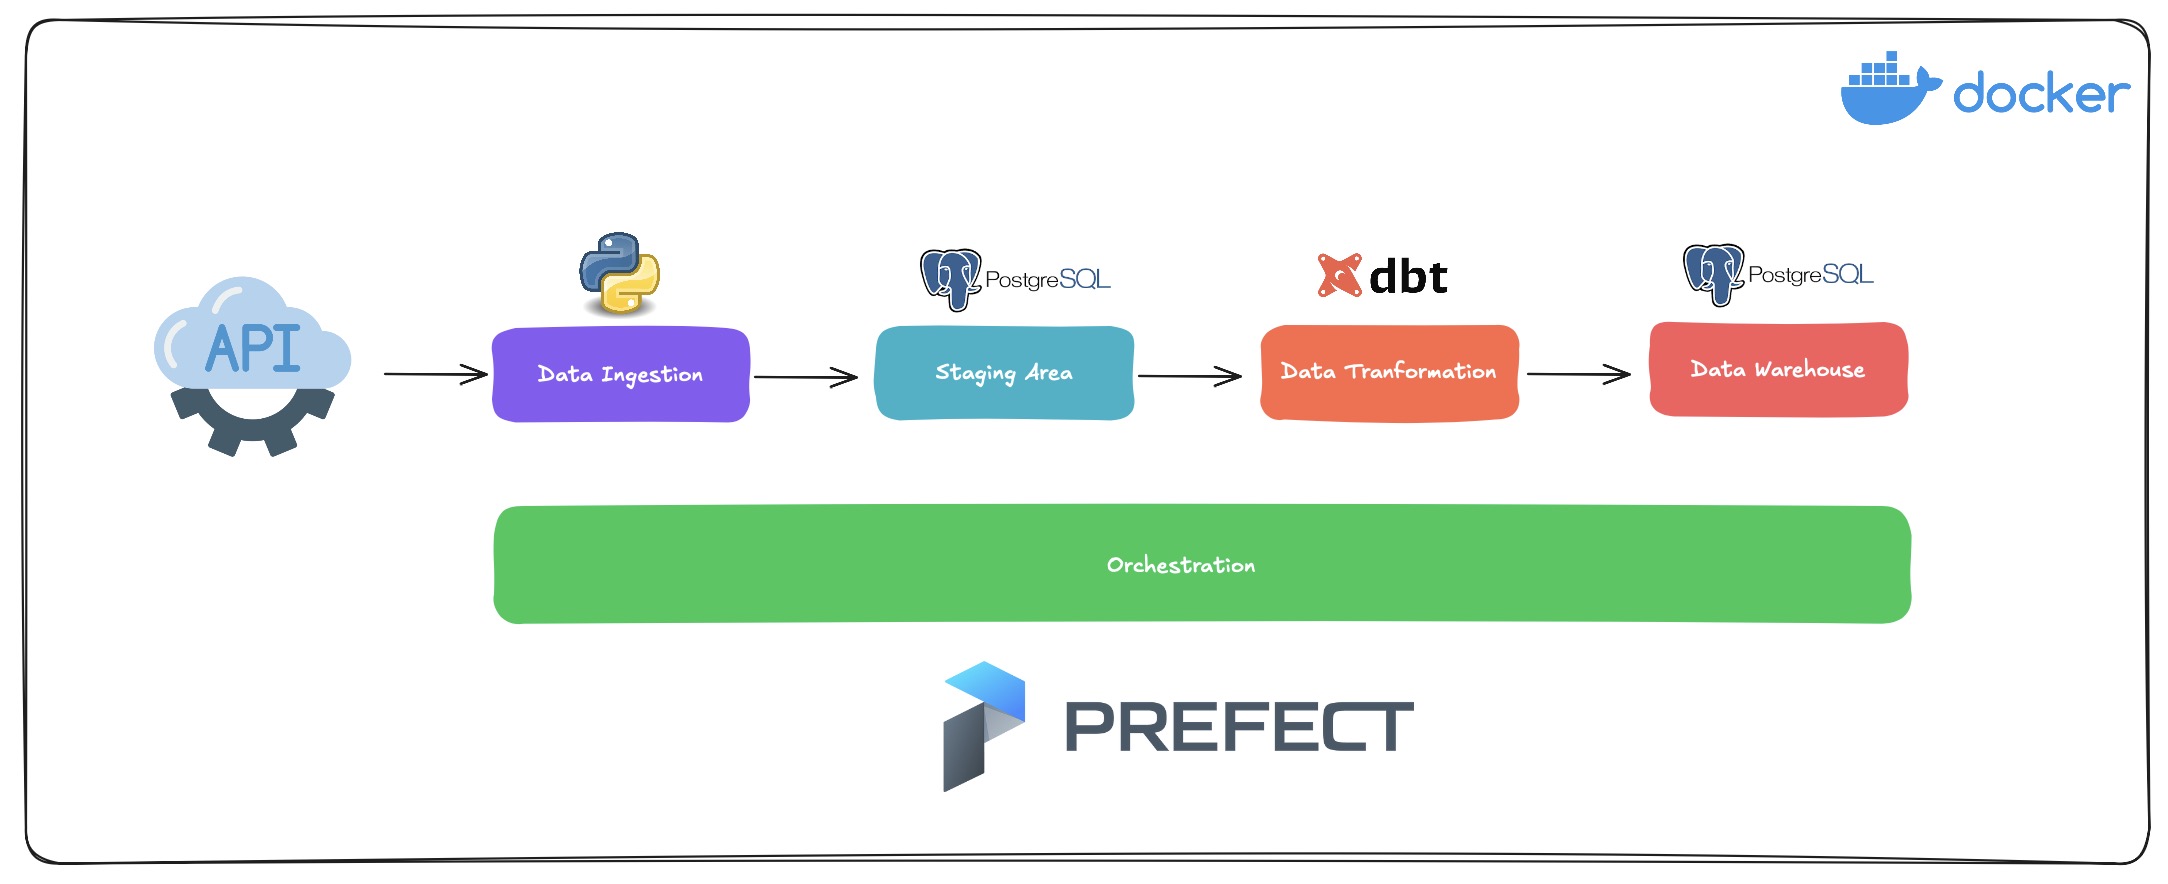 docker
API
PostgreSQL
dbt
PostgreSQL
Data Ingestion
Staging Area
Data Tranformation
Data Warehouse
Orchestration
PREFECT